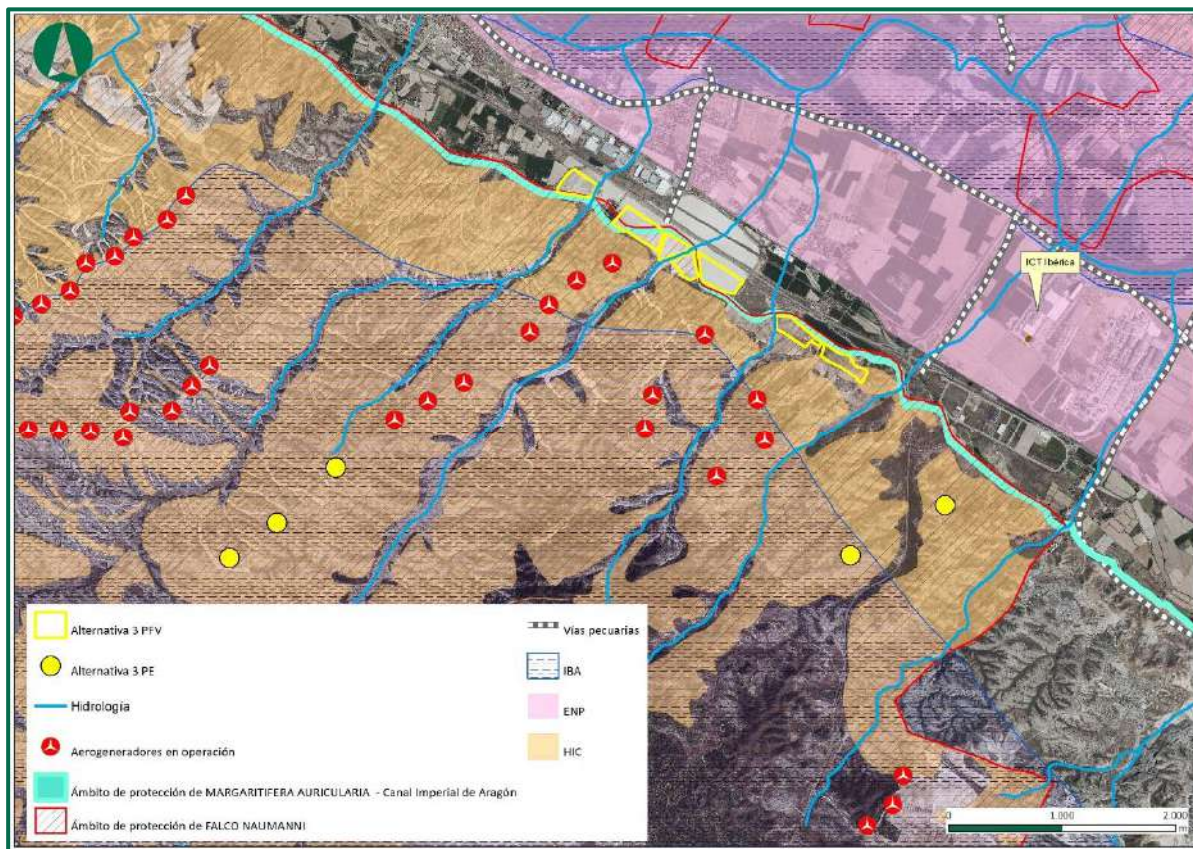 ICT Ibérica
Alternativa 3 PFV
Alternativa 3 PE
Hidrología
Aerogeneradores en operación
Ámbito de protección de MARGARITIFERA AURICULARIA - Canal Imperial de Aragón
Ámbito de protección de FALCO NAUMANNI
Vías pecuarias
IBA
ENP
HIC
0 1.000 2.000
m